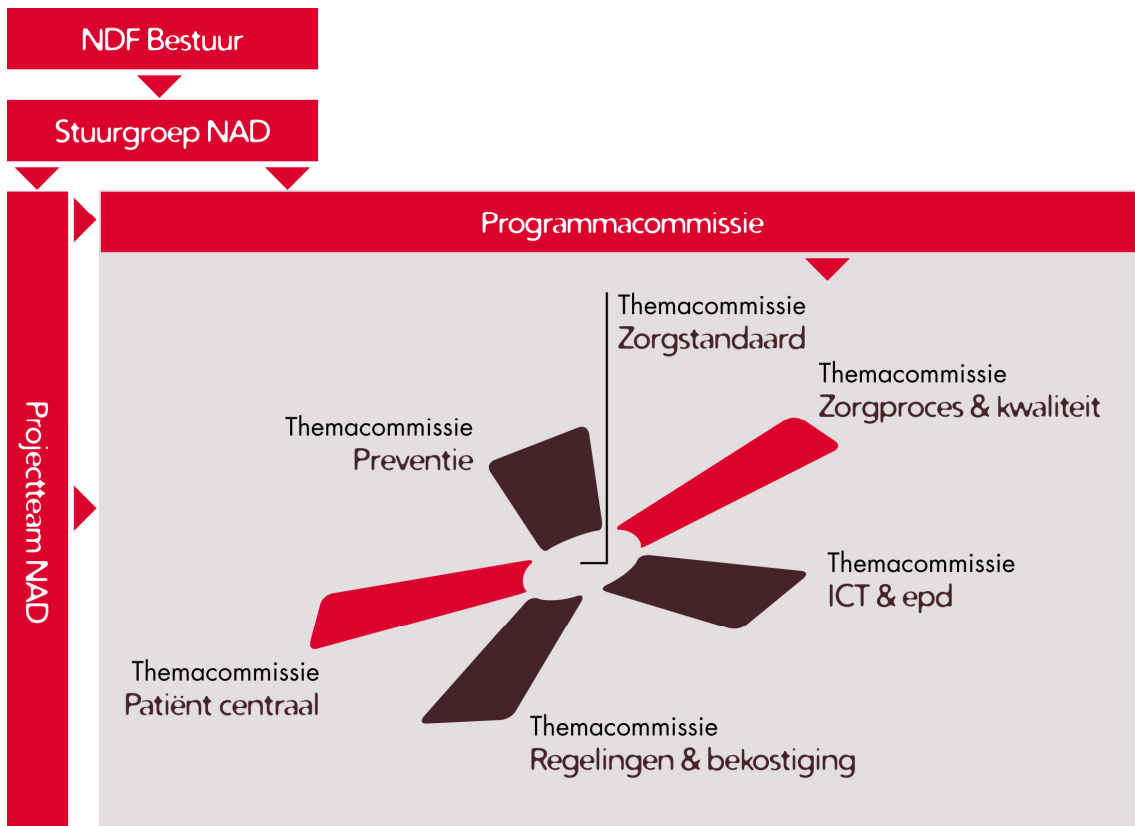 NDF Bestuur
Stuurgroep NAD
Projectteam NAD
Programmacommissie
Themacommissie
Zorgstandaard
Themacommissie
Zorgproces & kwaliteit
Themacommissie
Preventie
Themacommissie
ICT & epd
Themacommissie
Patiënt centraal
Themacommissie
Regelingen & bekostiging